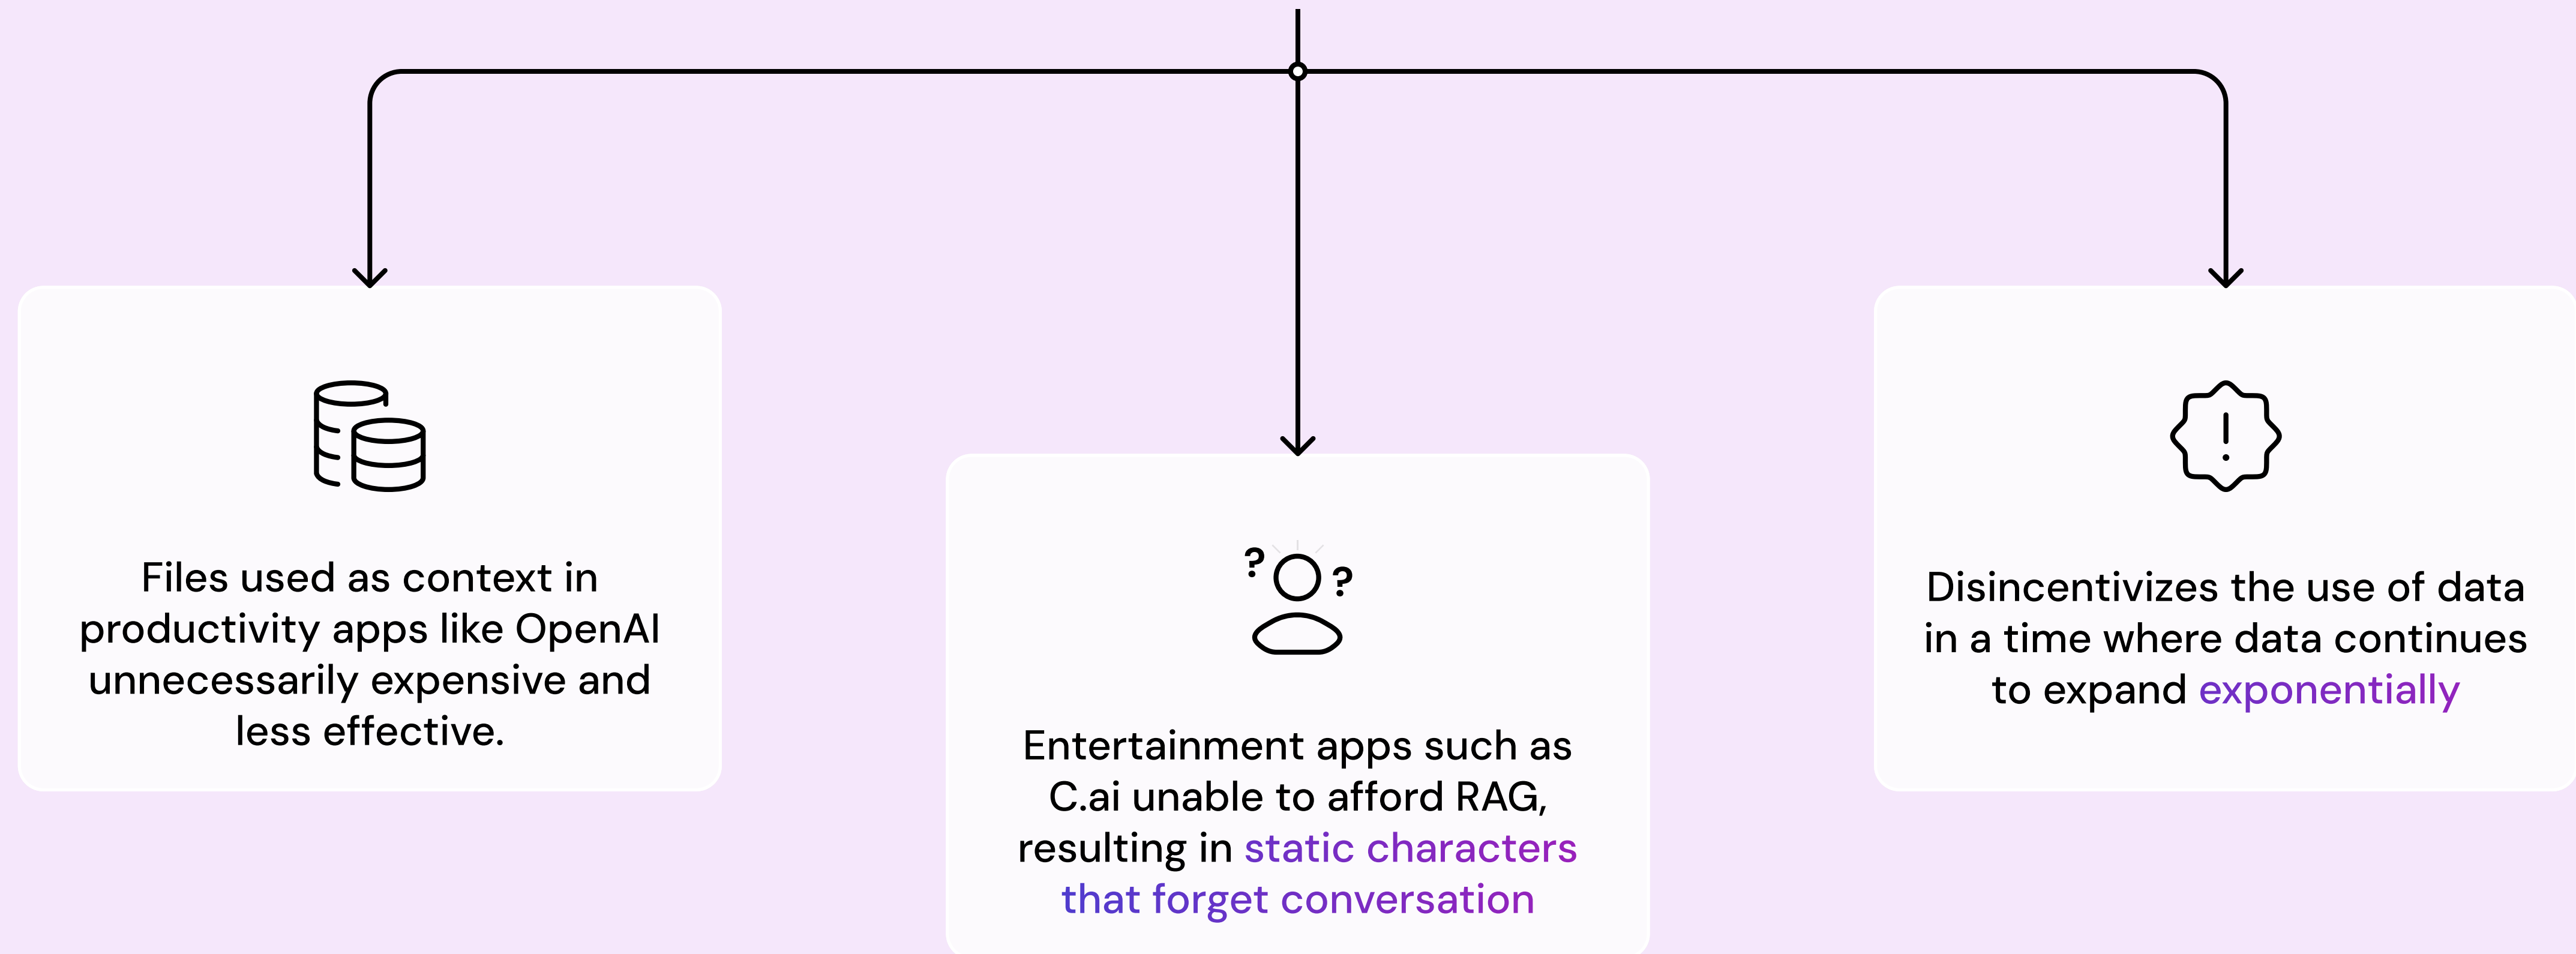 Files used as context in
productivity apps like OpenAI
unnecessarily expensive and
less effective.
? ?
Entertainment apps such as
C.ai unable to afford RAG,
resulting in static characters
that forget conversation
!
Disincentivizes the use of data
in a time where data continues
to expand exponentially